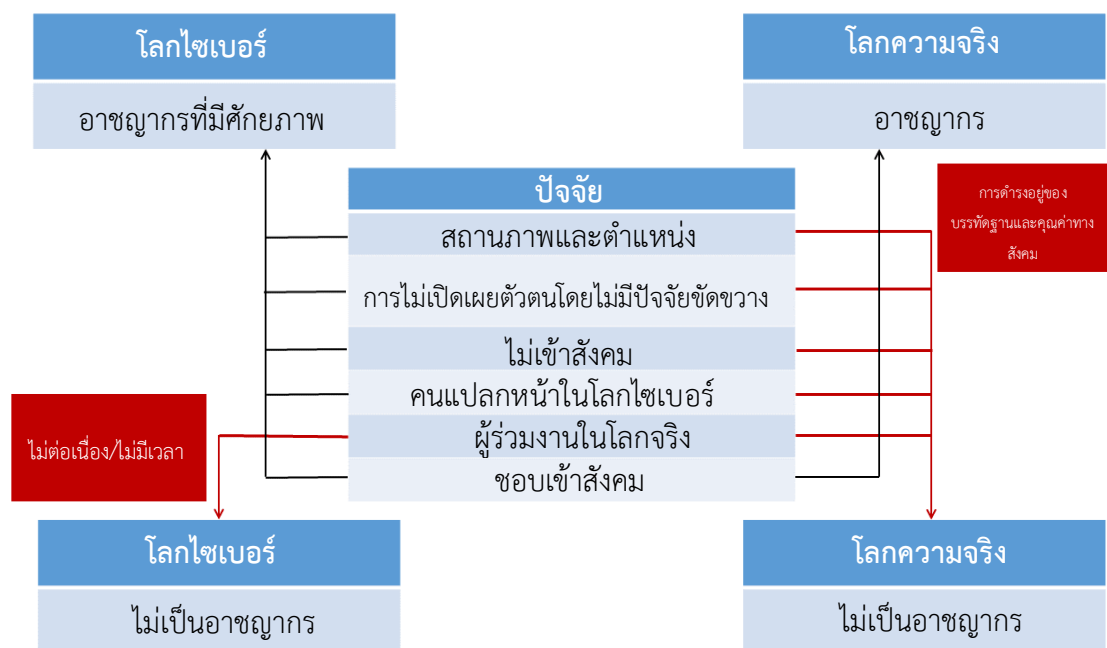 โลกไซเบอร์
อาชญากรที่มีศักยภาพ
โลกความจริง
อาชญากร
ปัจจัย
สถานภาพและตำแหน่ง
การไม่เปิดเผยตัวตนโดยไม่มีปัจจัยขัดขวาง
ไม่เข้าสังคม
คนแปลกหน้าในโลกไซเบอร์
ผู้ร่วมงานในโลกจริง
ชอบเข้าสังคม
การดำรงอยู่ของ
บรรทัดฐานและคุณค่าทาง
สังคม
ไม่ต่อเนื่อง/ไม่มีเวลา
โลกไซเบอร์
ไม่เป็นอาชญากร
โลกความจริง
ไม่เป็นอาชญากร